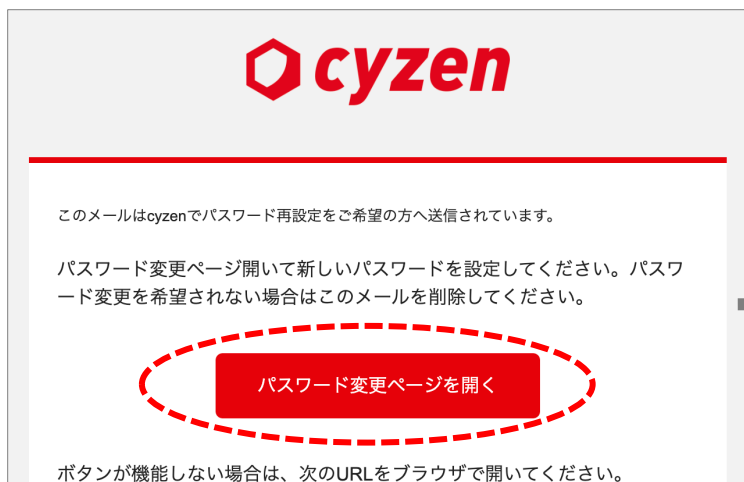 cyzen
このメールはcyzenでパスワード再設定をご希望の方へ送信されています。
パスワード変更ページ開いて新しいパスワードを設定してください。パスワ
ード変更を希望されない場合はこのメールを削除してください。
パスワード変更ページを開く
ボタンが機能しない場合は、次のURLをブラウザで開いてください。